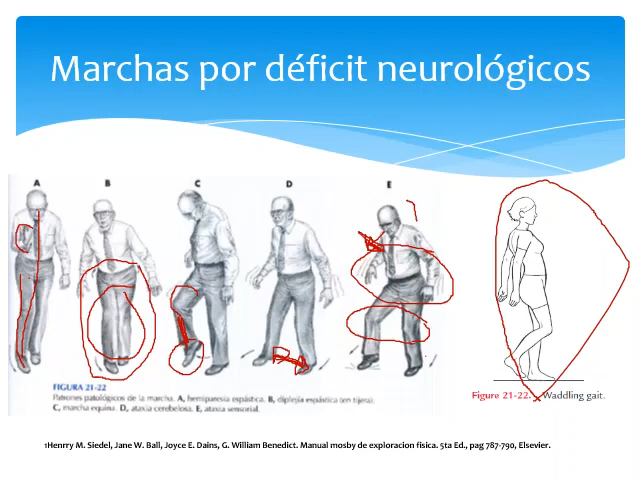 Marchas por déficit neurológicos
A B C D E
FIGURA 21-22
Patrones patológicos de la marcha. A, hemiparesia espástica. B, diplejía espástica (en tijera).
C, marcha equina. D, ataxia cerebelosa. E, ataxia sensorial.
Figure 21-22. Waddling gait.
1Henrry M. Siedel, Jane W. Ball, Joyce E. Dains, G. William Benedict. Manual mosby de exploracion fisica. 5ta Ed., pag 787-790, Elsevier.